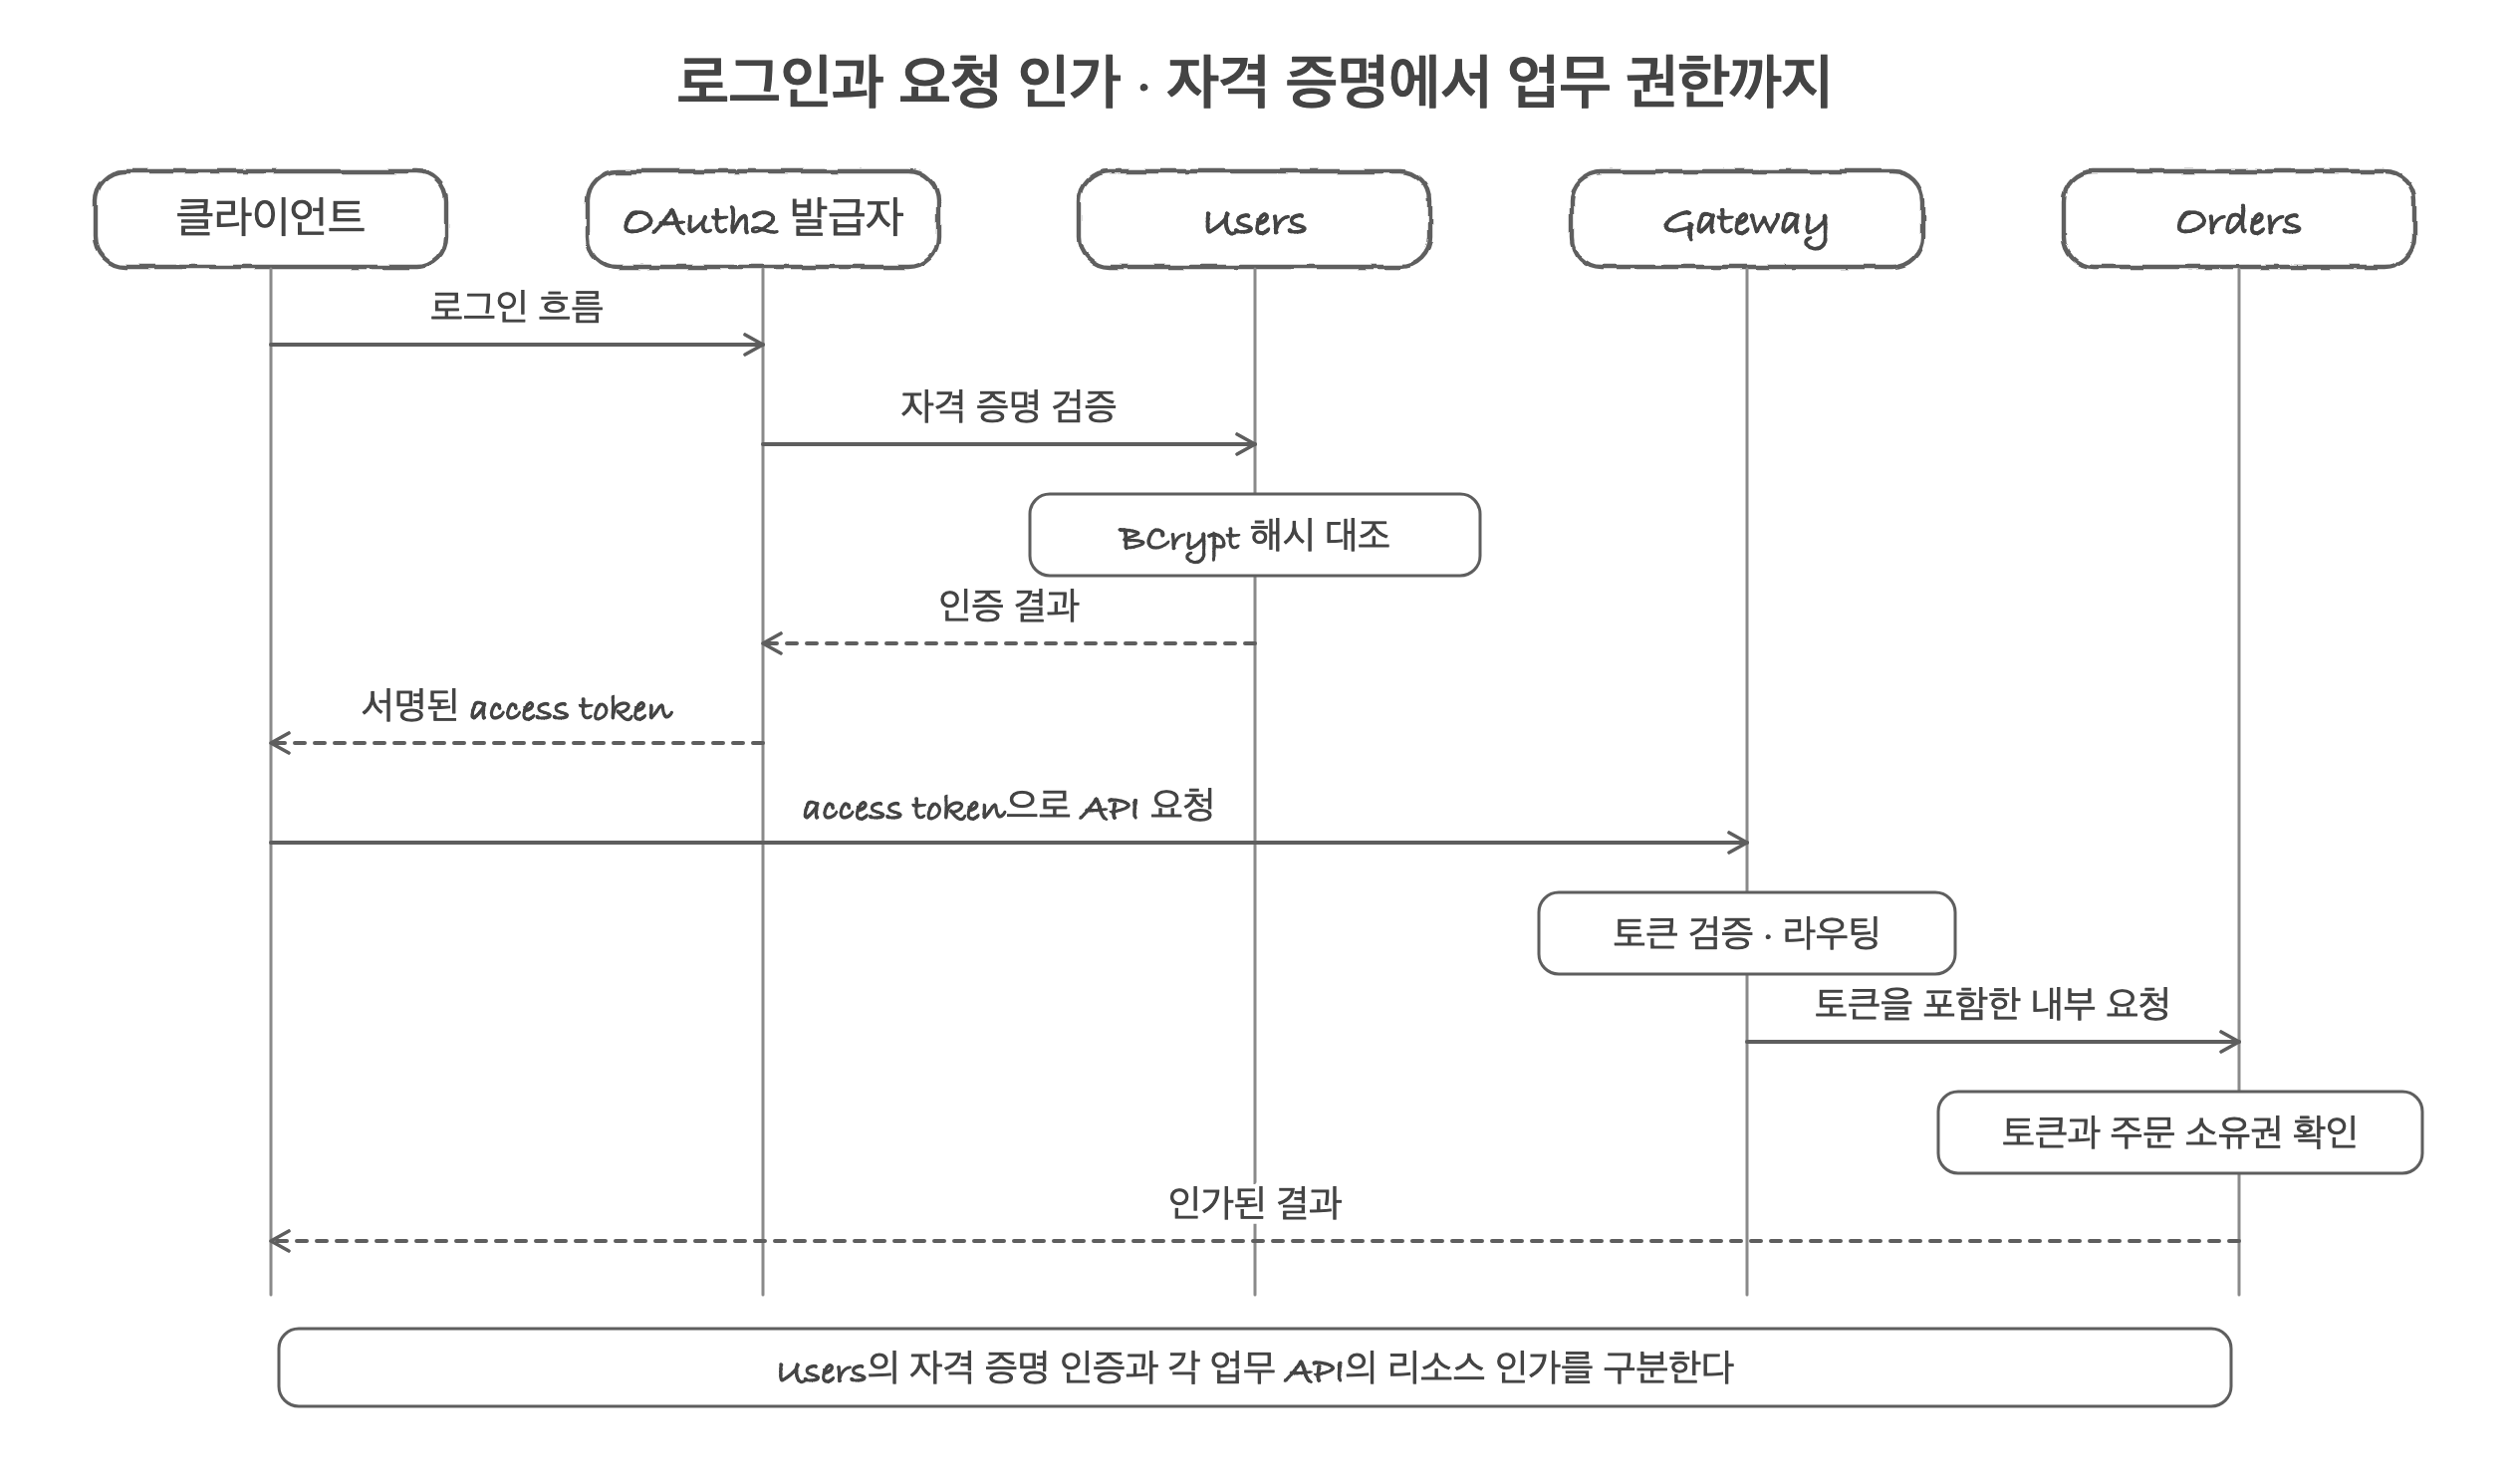 로그인과 요청 인가 · 자격 증명에서 업무 권한까지
클라이언트
OAuth2 발급자
Users
Gateway
Orders
로그인 흐름
자격 증명 검증
BCrypt 해시 대조
인증 결과
서명된 access token
access token으로 API 요청
토큰 검증 · 라우팅
토큰을 포함한 내부 요청
토큰과 주문 소유권 확인
인가된 결과
Users의 자격 증명 인증과 각 업무 API의 리소스 인가를 구분한다